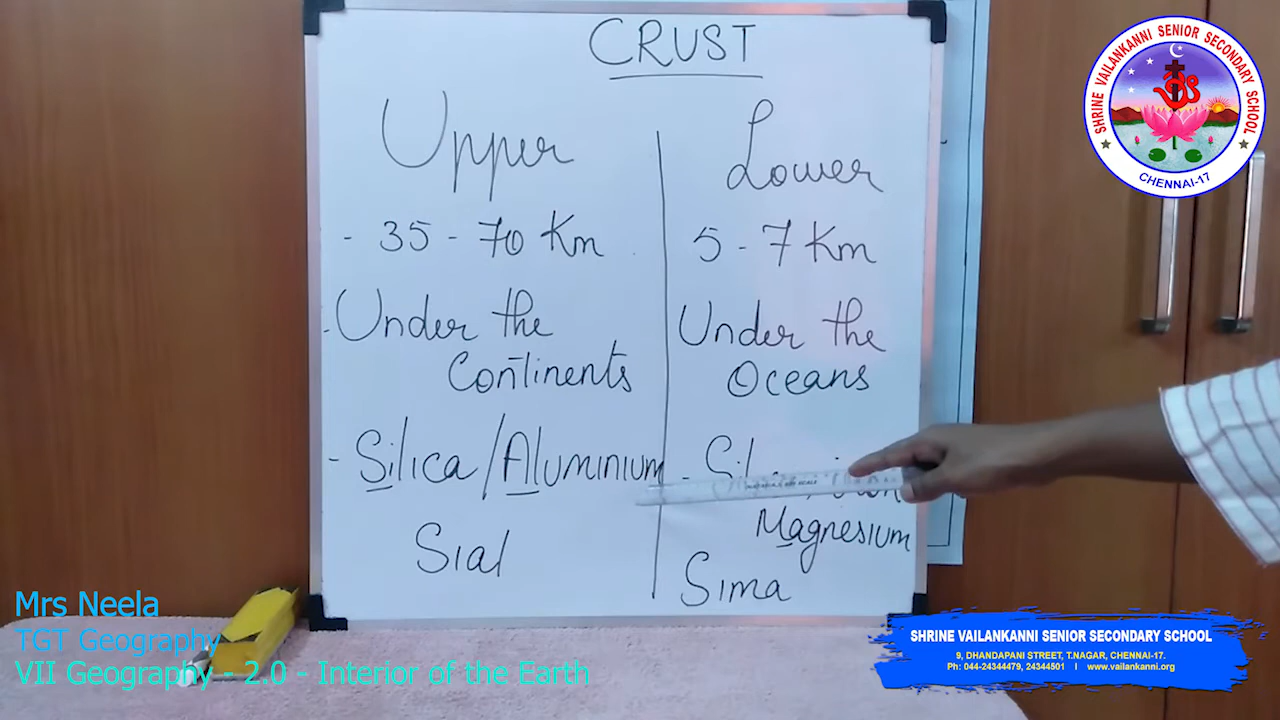 CRUST
Upper
Lower
- 35 - 70 Km
5 - 7 Km
- Under the
Continents
Under the
Oceans
- Silica/Aluminium
-
Magnesium
Sial
Sima
SHRINE VAILANKANNI SENIOR SECONDARY SCHOOL
CHENNAI-17
Mrs Neela
TGT Geography
VII Geography - 2.0 - Interior of the Earth
SHRINE VAILANKANNI SENIOR SECONDARY SCHOOL
9, DHANDAPANI STREET, T.NAGAR, CHENNAI-17.
Ph: 044-24344479, 24344501 I www.vailankanni.org